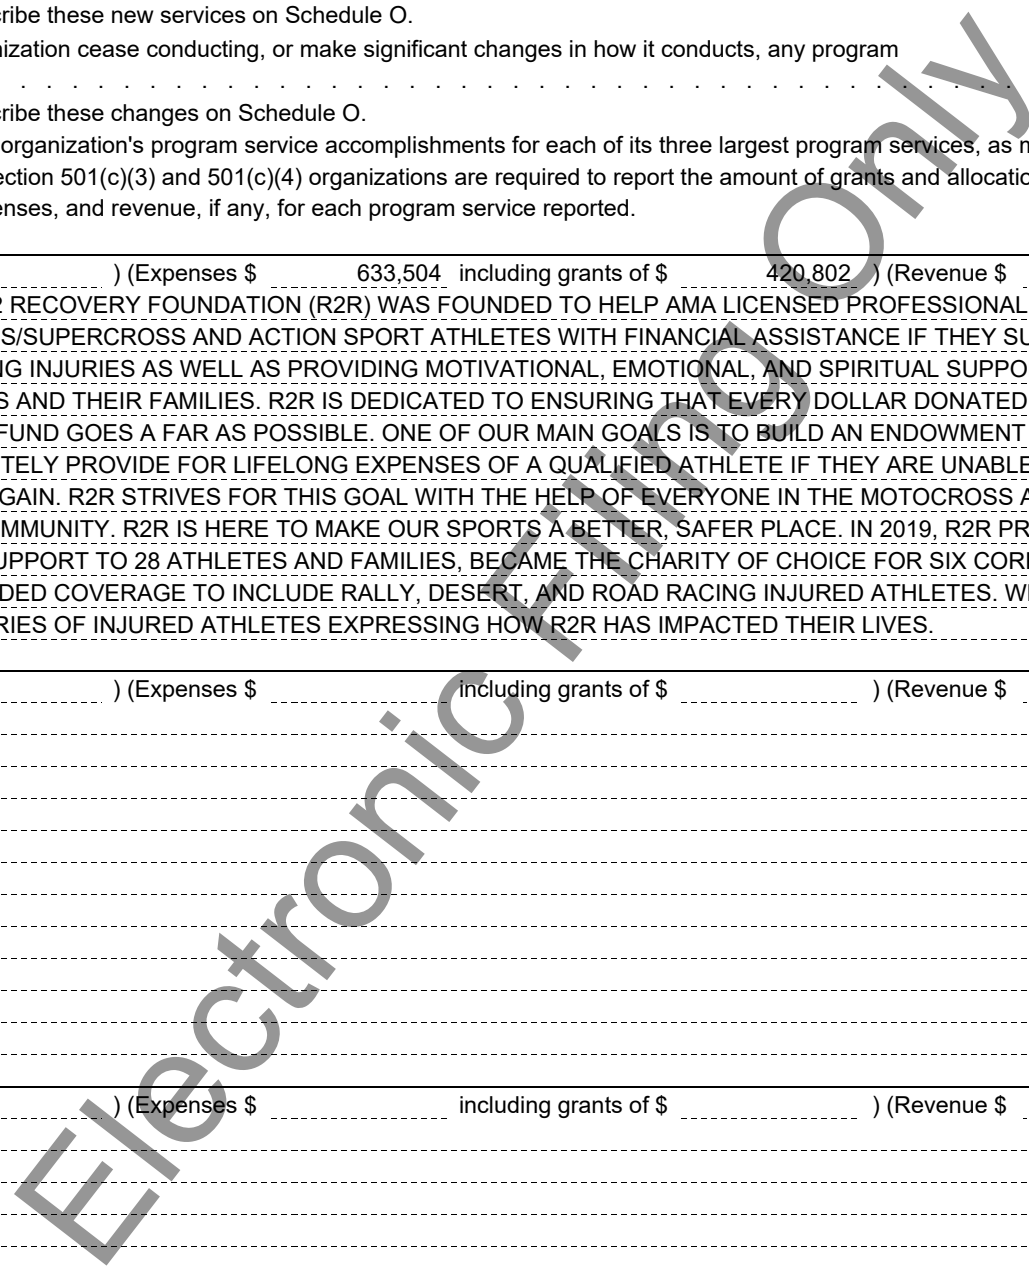 cribe these new services on Schedule O.
nization cease conducting, or make significant changes in how it conducts, any program
. . . . . . . . . . . . . . . . . . . . . . . . . . . . . . . . . . . . . . .
cribe these changes on Schedule O.
organization's program service accomplishments for each of its three largest program services, as m
ection 501(c)(3) and 501(c)(4) organizations are required to report the amount of grants and allocatio
enses, and revenue, if any, for each program service reported.
) (Expenses $ 633,504 including grants of $ 420,802 ) (Revenue $
2 RECOVERY FOUNDATION (R2R) WAS FOUNDED TO HELP AMA LICENSED PROFESSIONAL
S/SUPERCROSS AND ACTION SPORT ATHLETES WITH FINANCIAL ASSISTANCE IF THEY SU
NG INJURIES AS WELL AS PROVIDING MOTIVATIONAL, EMOTIONAL, AND SPIRITUAL SUPPO
S AND THEIR FAMILIES. R2R IS DEDICATED TO ENSURING THAT EVERY DOLLAR DONATED
FUND GOES A FAR AS POSSIBLE. ONE OF OUR MAIN GOALS IS TO BUILD AN ENDOWMENT
TELY PROVIDE FOR LIFELONG EXPENSES OF A QUALIFIED ATHLETE IF THEY ARE UNABLE
GAIN. R2R STRIVES FOR THIS GOAL WITH THE HELP OF EVERYONE IN THE MOTOCROSS A
MMUNITY. R2R IS HERE TO MAKE OUR SPORTS A BETTER, SAFER PLACE. IN 2019, R2R PR
UPPORT TO 28 ATHLETES AND FAMILIES, BECAME THE CHARITY OF CHOICE FOR SIX COR
DED COVERAGE TO INCLUDE RALLY, DESERT, AND ROAD RACING INJURED ATHLETES. W
RIES OF INJURED ATHLETES EXPRESSING HOW R2R HAS IMPACTED THEIR LIVES.
) (Expenses $ including grants of $ ) (Revenue $
) (Expenses $ including grants of $ ) (Revenue $
Electronic Filing Only